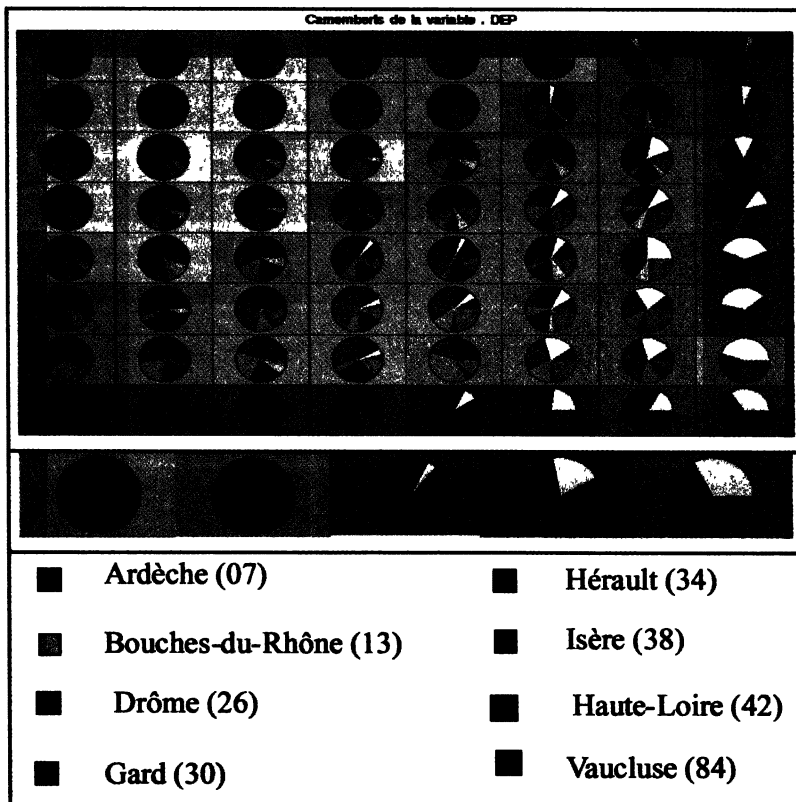 Camemberts de la variable . DEP
Ardèche (07)
Bouches-du-Rhône (13)
Drôme (26)
Gard (30)
Hérault (34)
Isère (38)
Haute-Loire (42)
Vaucluse (84)